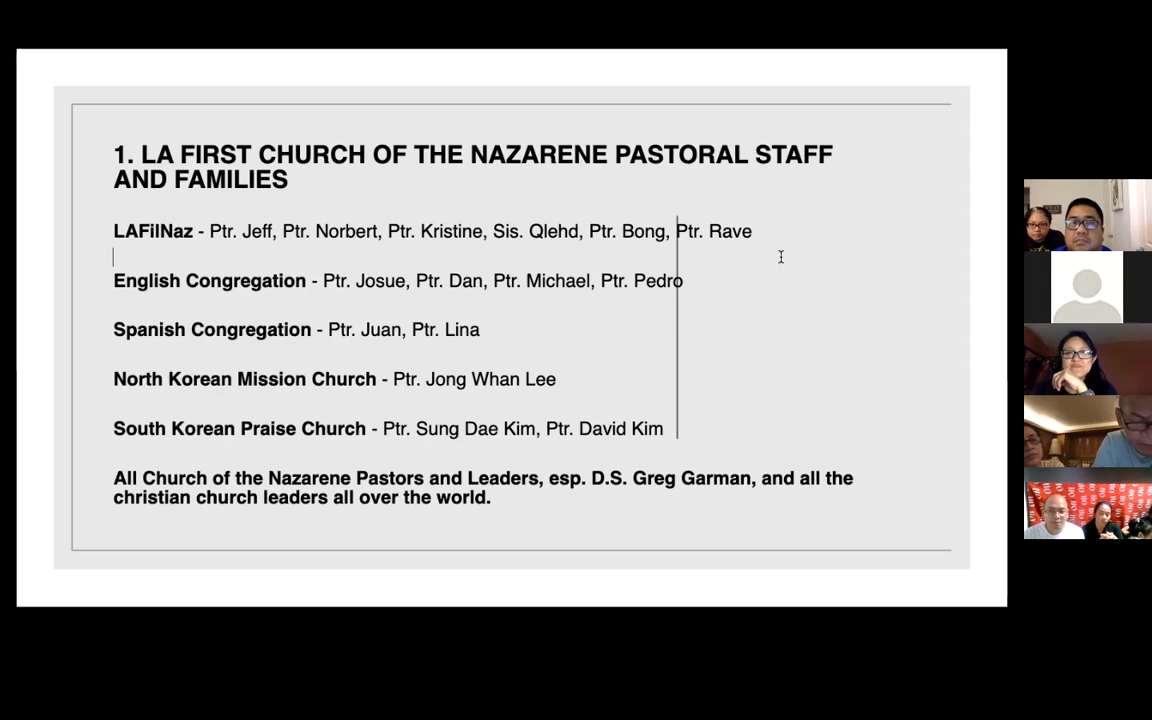 1. LA FIRST CHURCH OF THE NAZARENE PASTORAL STAFF
AND FAMILIES
LAFilNaz - Ptr. Jeff, Ptr. Norbert, Ptr. Kristine, Sis. Qlehd, Ptr. Bong, Ptr. Rave
English Congregation - Ptr. Josue, Ptr. Dan, Ptr. Michael, Ptr. Pedro
Spanish Congregation - Ptr. Juan, Ptr. Lina
North Korean Mission Church - Ptr. Jong Whan Lee
South Korean Praise Church - Ptr. Sung Dae Kim, Ptr. David Kim
All Church of the Nazarene Pastors and Leaders, esp. D.S. Greg Garman, and all the
christian church leaders all over the world.